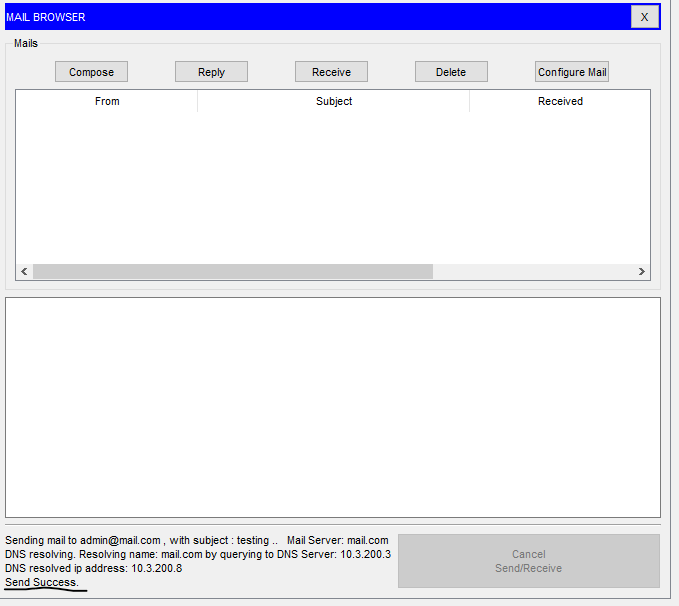 MAIL BROWSER X
Mails
Compose Reply Receive Delete Configure Mail
From Subject Received
Sending mail to admin@mail.com , with subject : testing .. Mail Server: mail.com
DNS resolving. Resolving name: mail.com by querying to DNS Server: 10.3.200.3
DNS resolved ip address: 10.3.200.8
Send Success.
Cancel
Send/Receive